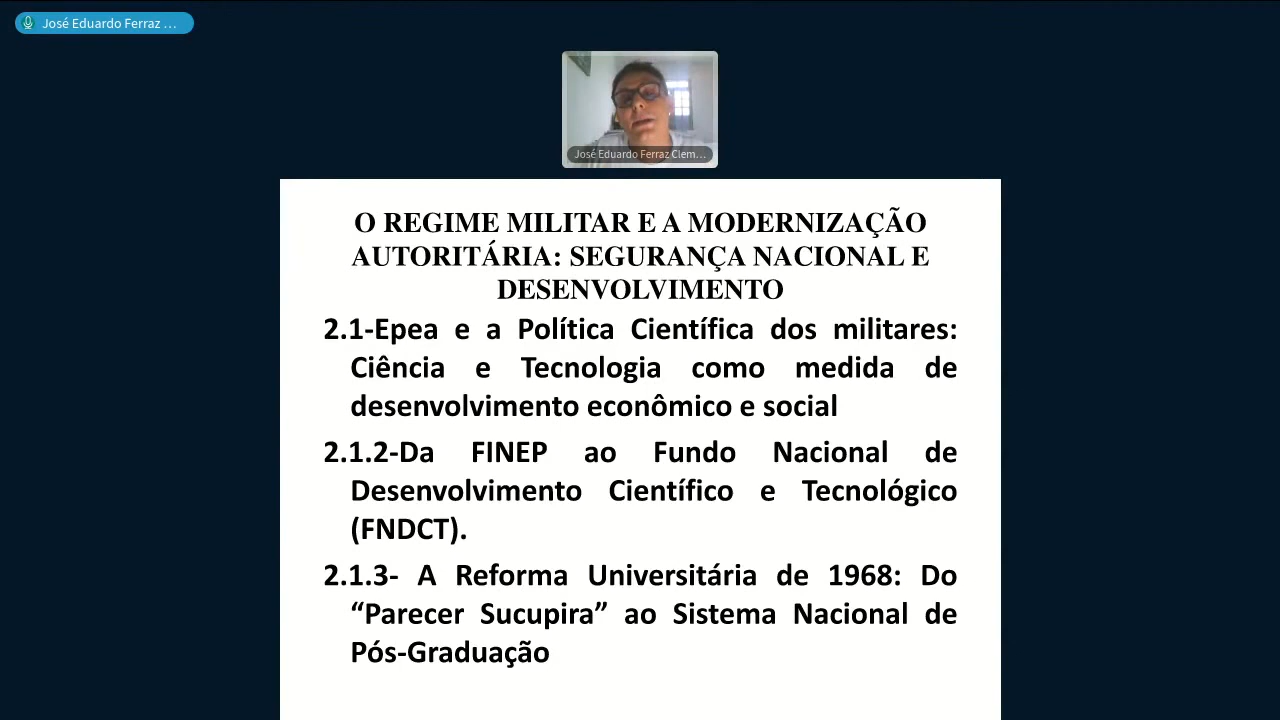 José Eduardo Ferraz ...
José Eduardo Ferraz Clem...
O REGIME MILITAR E A MODERNIZAÇÃO
AUTORITÁRIA: SEGURANÇA NACIONAL E
DESENVOLVIMENTO
2.1-Epea e a Política Científica dos militares:
Ciência e Tecnologia como medida de
desenvolvimento econômico e social
2.1.2-Da FINEP ao Fundo Nacional de
Desenvolvimento Científico e Tecnológico
(FNDCT).
2.1.3- A Reforma Universitária de 1968: Do
“Parecer Sucupira” ao Sistema Nacional de
Pós-Graduação